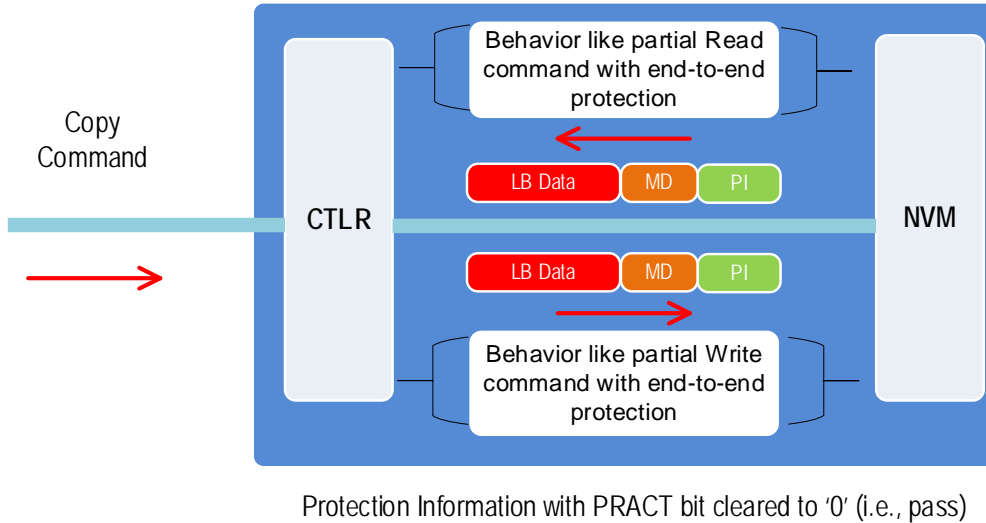 Behavior like partial Read
command with end-to-end
protection
Copy
Command
LB Data MD PI
CTLR
NVM
LB Data MD PI
Behavior like partial Write
command with end-to-end
protection
Protection Information with PRACT bit cleared to ‘0’ (i.e., pass)